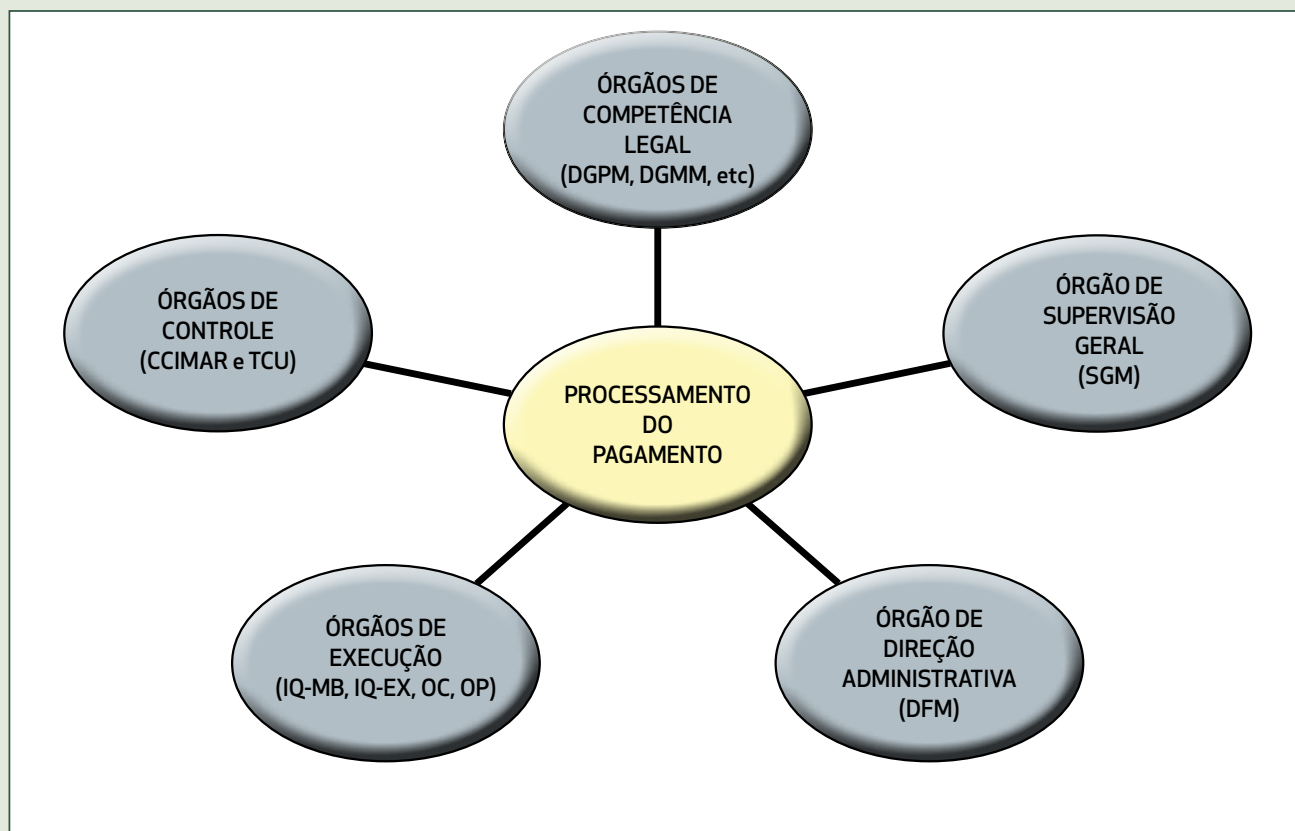 ÓRGÃOS DE
COMPETÊNCIA
LEGAL
(DGPM, DGMM, etc)
ÓRGÃOS DE
CONTROLE
(CCIMAR e TCU)
ÓRGÃO DE
SUPERVISÃO
GERAL
(SGM)
PROCESSAMENTO
DO
PAGAMENTO
ÓRGÃOS DE
EXECUÇÃO
(IQ-MB, IQ-EX, OC, OP)
ÓRGÃO DE
DIREÇÃO
ADMINISTRATIVA
(DFM)